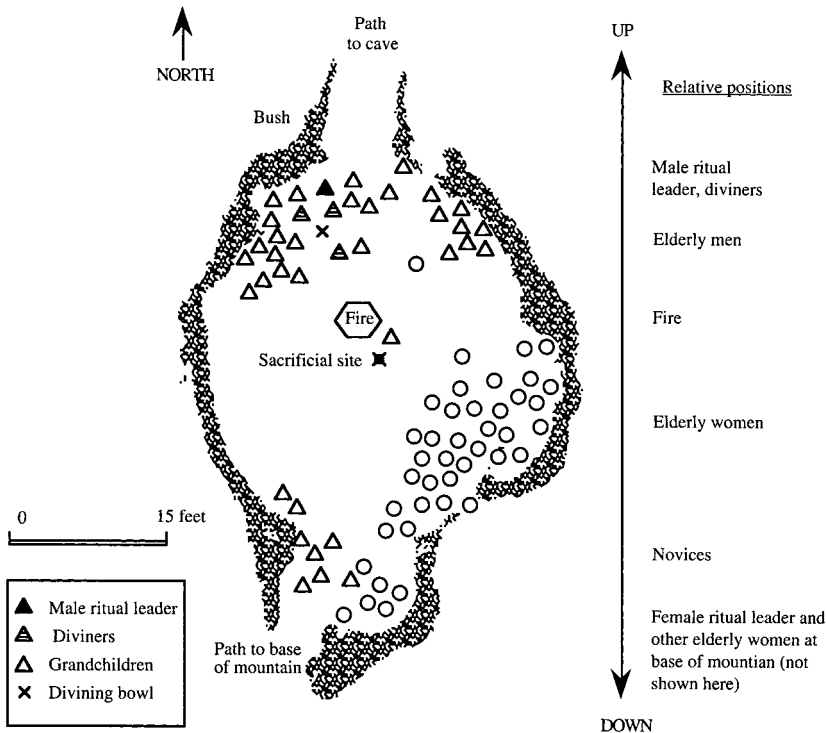 Path
to cave
NORTH
Bush
UP
Relative positions
Male ritual
leader, diviners
Elderly men
Fire
Fire
Sacrificial site
Elderly women
0 15 feet
Novices
Male ritual leader
Diviners
Grandchildren
Divining bowl
Path to base
of mountain
Female ritual leader and
other elderly women at
base of mountian (not
shown here)
DOWN